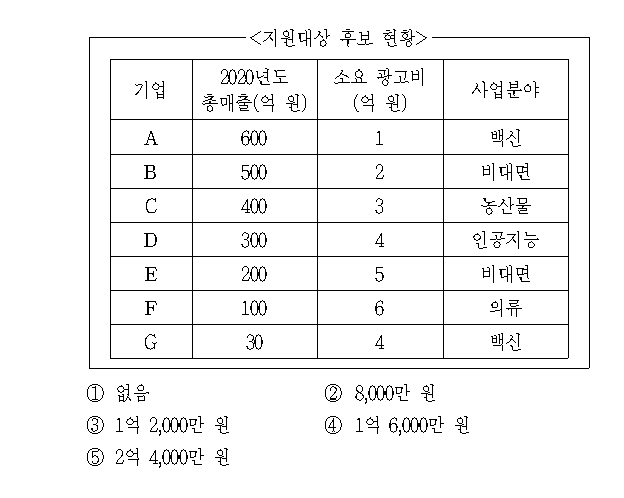 <지원대상 후보 현황>
기업 2020년도 총매출(억 원) 소요 광고비 (억 원) 사업분야
A 600 1 백신
B 500 2 비대면
C 400 3 농산물
D 300 4 인공지능
E 200 5 비대면
F 100 6 의류
G 30 4 백신
① 없음 ② 8,000만 원
③ 1억 2,000만 원 ④ 1억 6,000만 원
⑤ 2억 4,000만 원